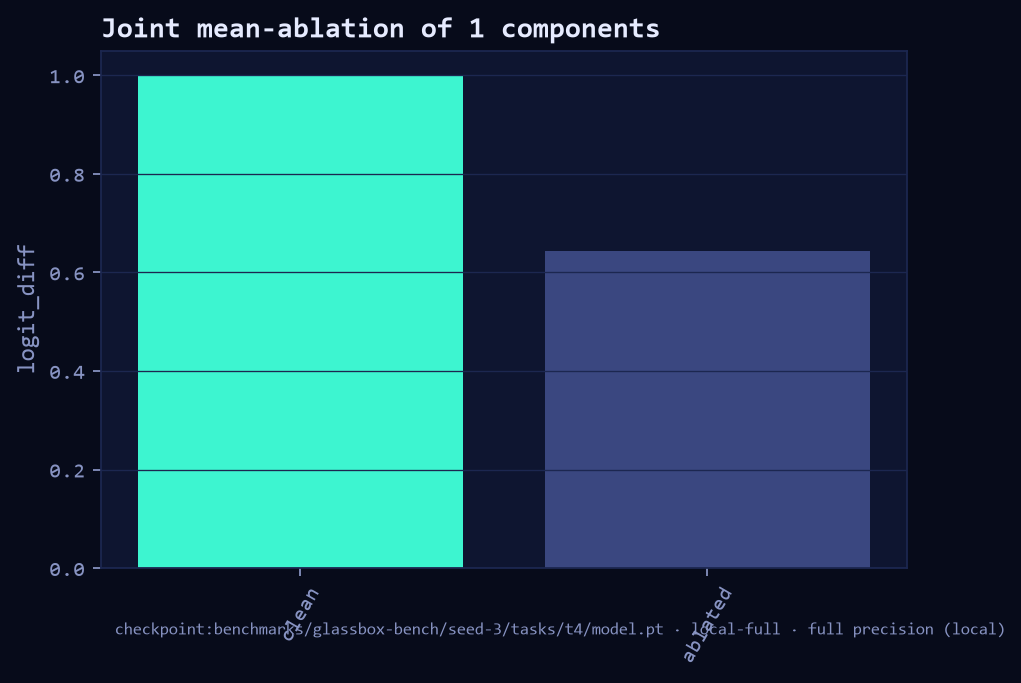 Joint mean-ablation of 1 components
logit_diff
1.0
0.8
0.6
0.4
0.2
0.0
clean
ablated
checkpoint:benchmarks/glassbox-bench/seed-3/tasks/t4/model.pt · local-full · full precision (local)